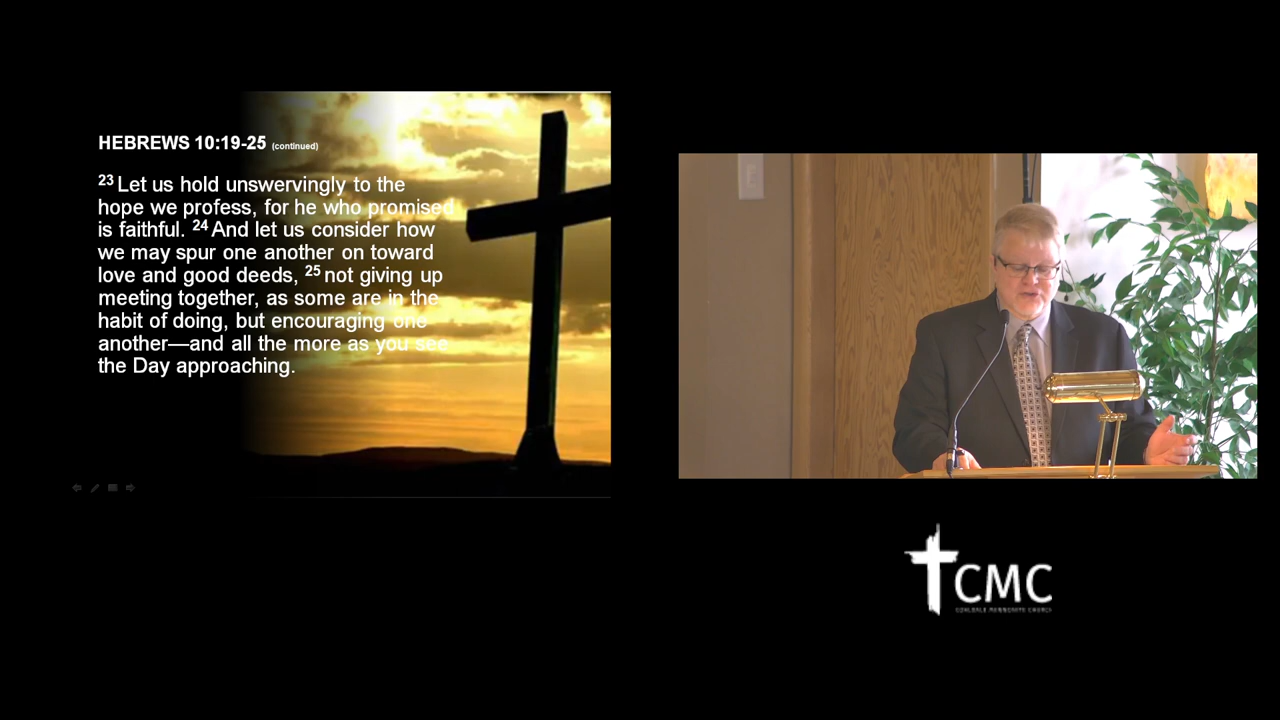 HEBREWS 10:19-25 (continued)
23 Let us hold unswervingly to the
hope we profess, for he who promised
is faithful. 24 And let us consider how
we may spur one another on toward
love and good deeds, 25 not giving up
meeting together, as some are in the
habit of doing, but encouraging one
another—and all the more as you see
the Day approaching.
CMC
COALDALE MENNONITE CHURCH